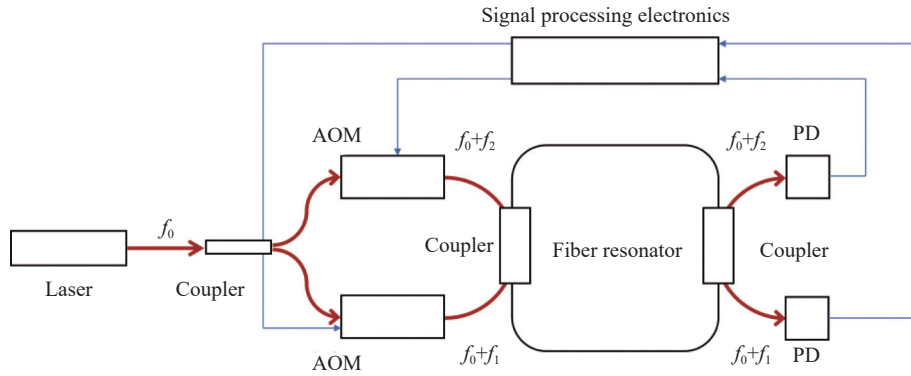 Signal processing electronics
AOM
f₀+f₂
f₀+f₂
PD
f₀
Coupler
Fiber resonator
Coupler
Laser
Coupler
AOM
f₀+f₁
f₀+f₁
PD